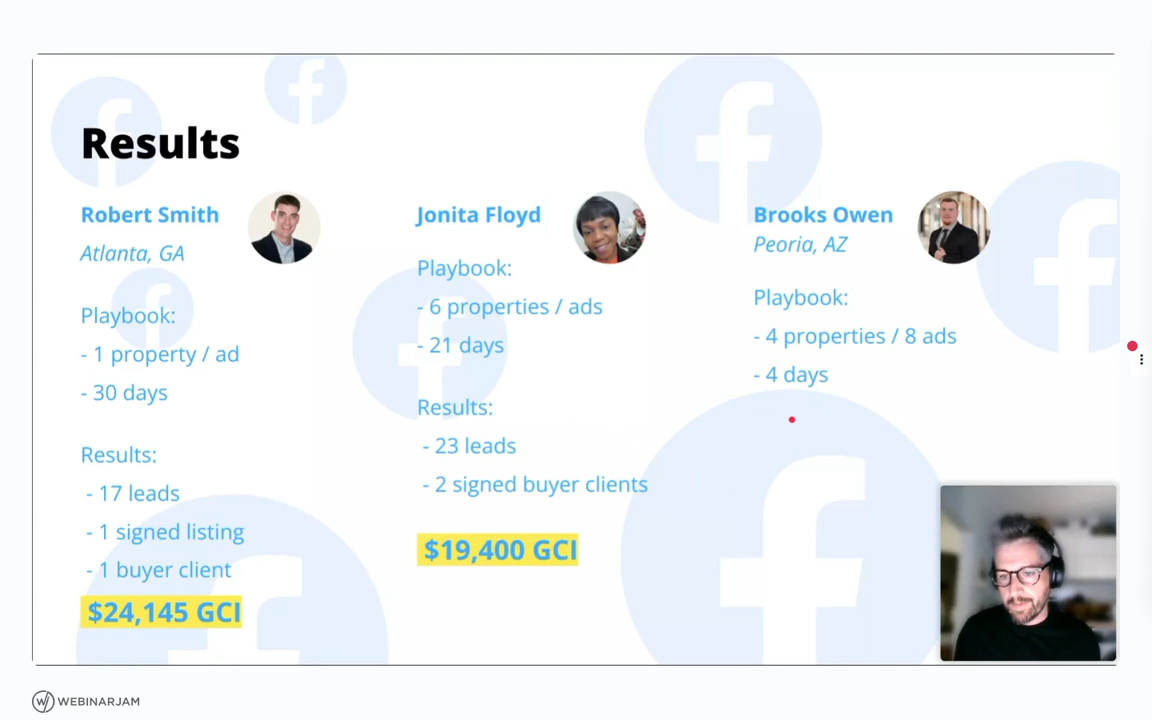 Results
Robert Smith
Atlanta, GA
Playbook:
- 1 property / ad
- 30 days
Results:
- 17 leads
- 1 signed listing
- 1 buyer client
$24,145 GCI
Jonita Floyd
Playbook:
- 6 properties / ads
- 21 days
Results:
- 23 leads
- 2 signed buyer clients
$19,400 GCI
Brooks Owen
Peoria, AZ
Playbook:
- 4 properties / 8 ads
- 4 days
WEBINARJAM